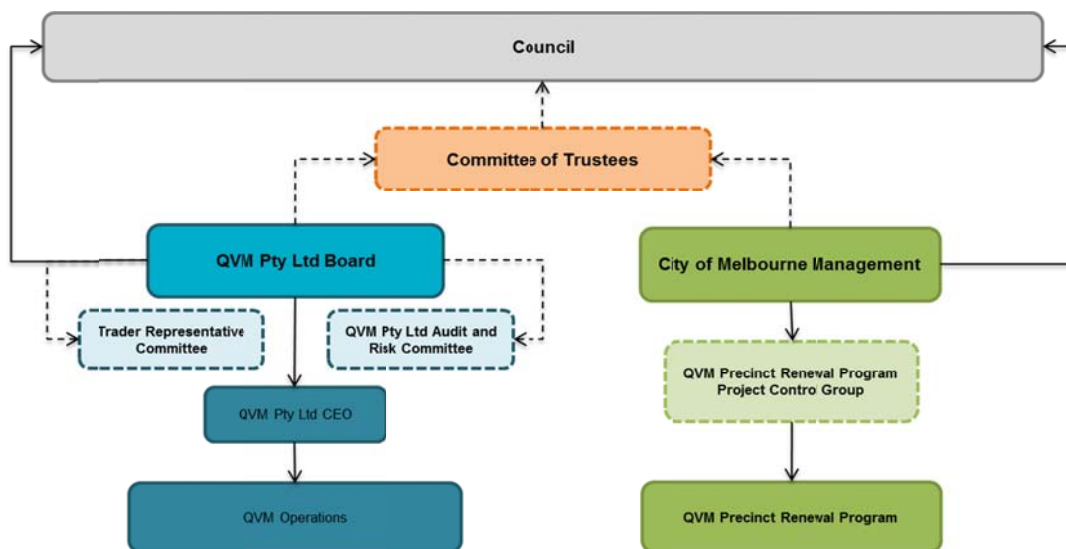 Council
Committee of Trustees
QVM Pty Ltd Board
City of Melbourne Management
Trader Representative
Committee
QVM Pty Ltd Audit and
Risk Committee
QVM Precinct Renewal Program
Project Control Group
QVM Pty Ltd CEO
QVM Operations
QVM Precinct Renewal Program